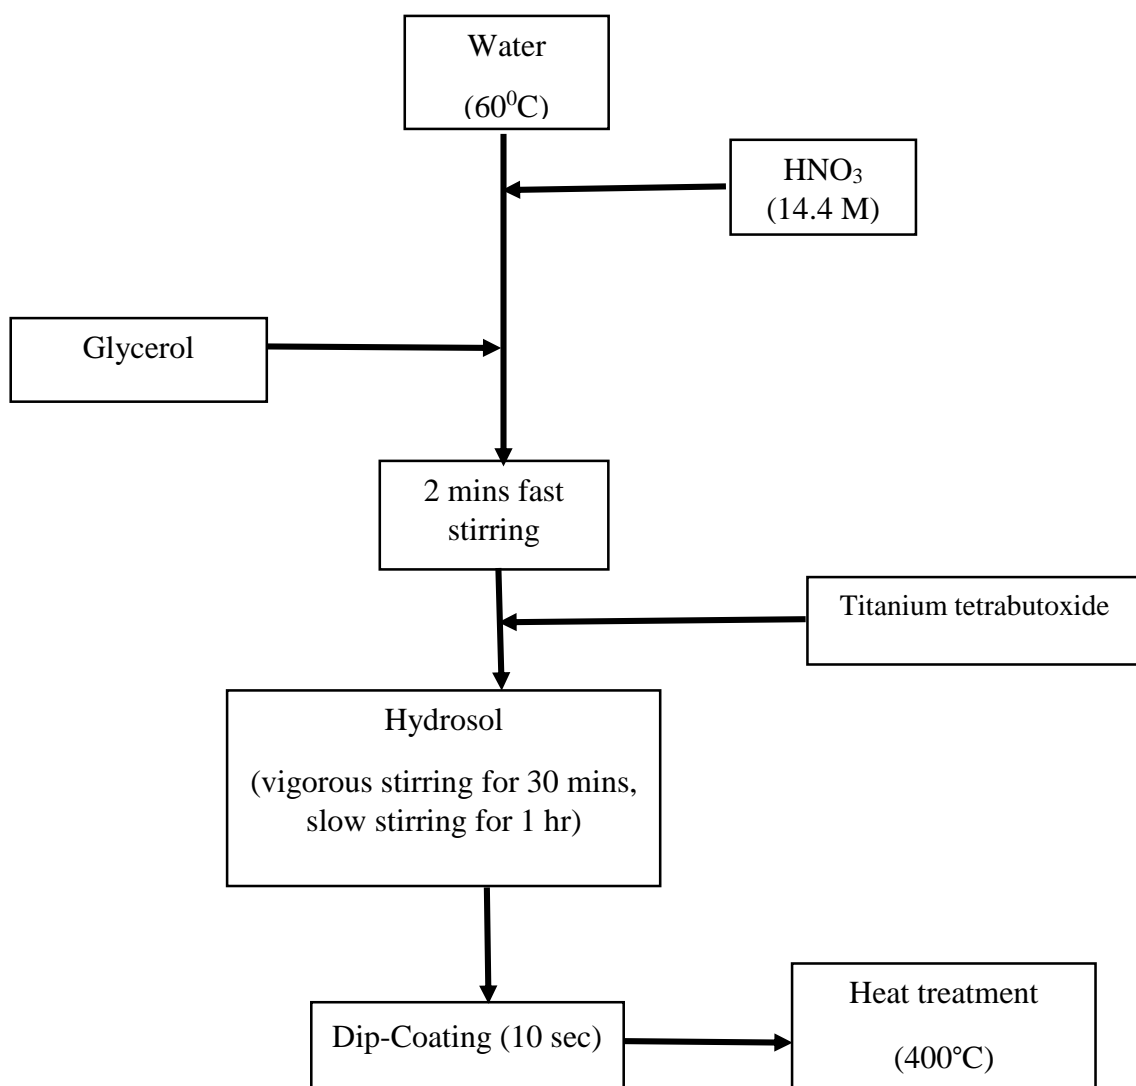 Water
(60⁰C)
HNO₃
(14.4 M)
Glycerol
2 mins fast
stirring
Titanium tetrabutoxide
Hydrosol
(vigorous stirring for 30 mins,
slow stirring for 1 hr)
Dip-Coating (10 sec)
Heat treatment
(400°C)